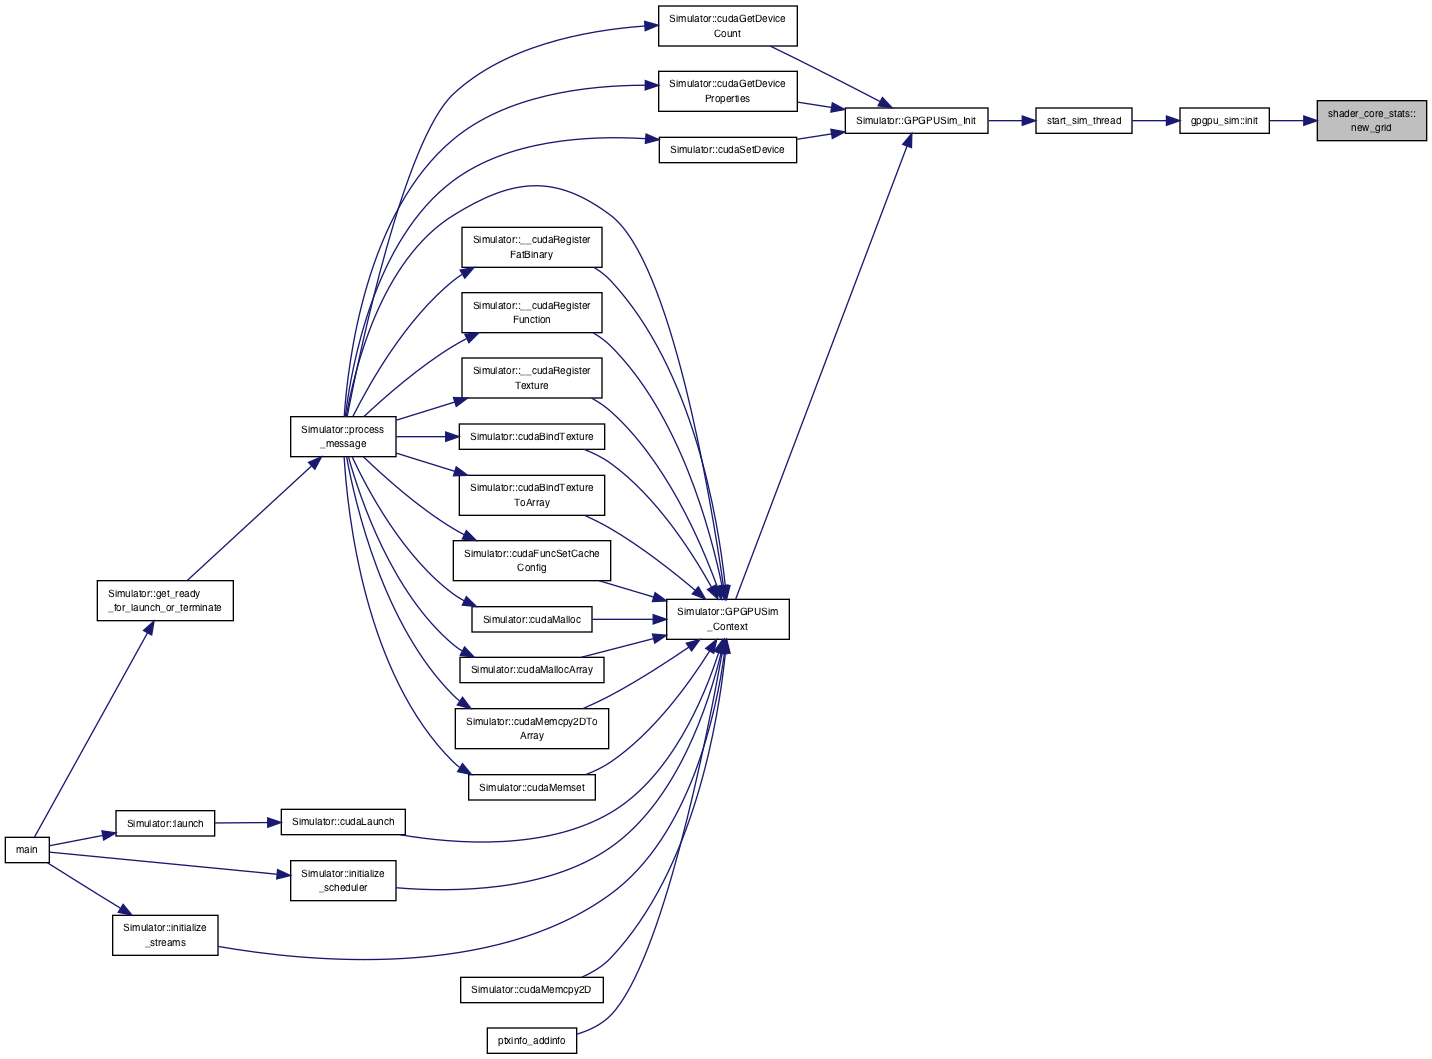 Simulator::cudaGetDevice
Count
Simulator::cudaGetDevice
Properties
Simulator::GPGPUSim_Init
start_sim_thread
gpgpu_sim::init
shader_core_stats::
new_grid
Simulator::cudaSetDevice
Simulator::__cudaRegister
FatBinary
Simulator::__cudaRegister
Function
Simulator::__cudaRegister
Texture
Simulator::process
_message
Simulator::cudaBindTexture
Simulator::cudaBindTexture
ToArray
Simulator::cudaFuncSetCache
Config
Simulator::get_ready
_for_launch_or_terminate
Simulator::cudaMalloc
Simulator::GPGPUSim
_Context
Simulator::cudaMallocArray
Simulator::cudaMemcpy2DTo
Array
Simulator::cudaMemset
Simulator::launch
Simulator::cudaLaunch
main
Simulator::initialize
_scheduler
Simulator::initialize
_streams
Simulator::cudaMemcpy2D
ptxinfo_addinfo